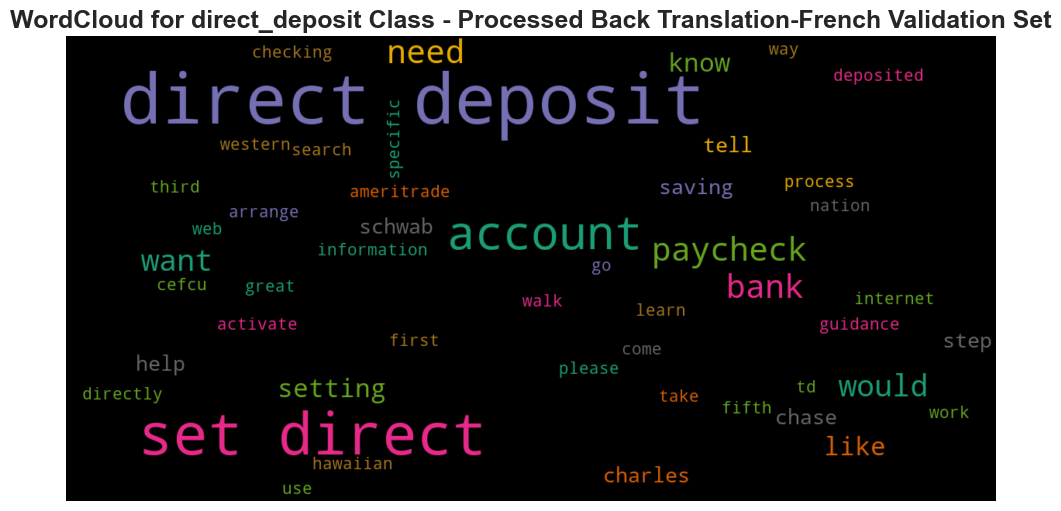 WordCloud for direct_deposit Class - Processed Back Translation-French Validation Set
checking
need
way
know
deposited
direct deposit
specific
western
search
tell
third
ameritrade
saving
process
arrange
nation
web
schwab
account
information
paycheck
want
go
cefcu
great
bank
walk
internet
learn
activate
guidance
first
come
step
help
please
directly
setting
take
td
would
fifth
chase
work
set direct
like
hawaiian
charles
use